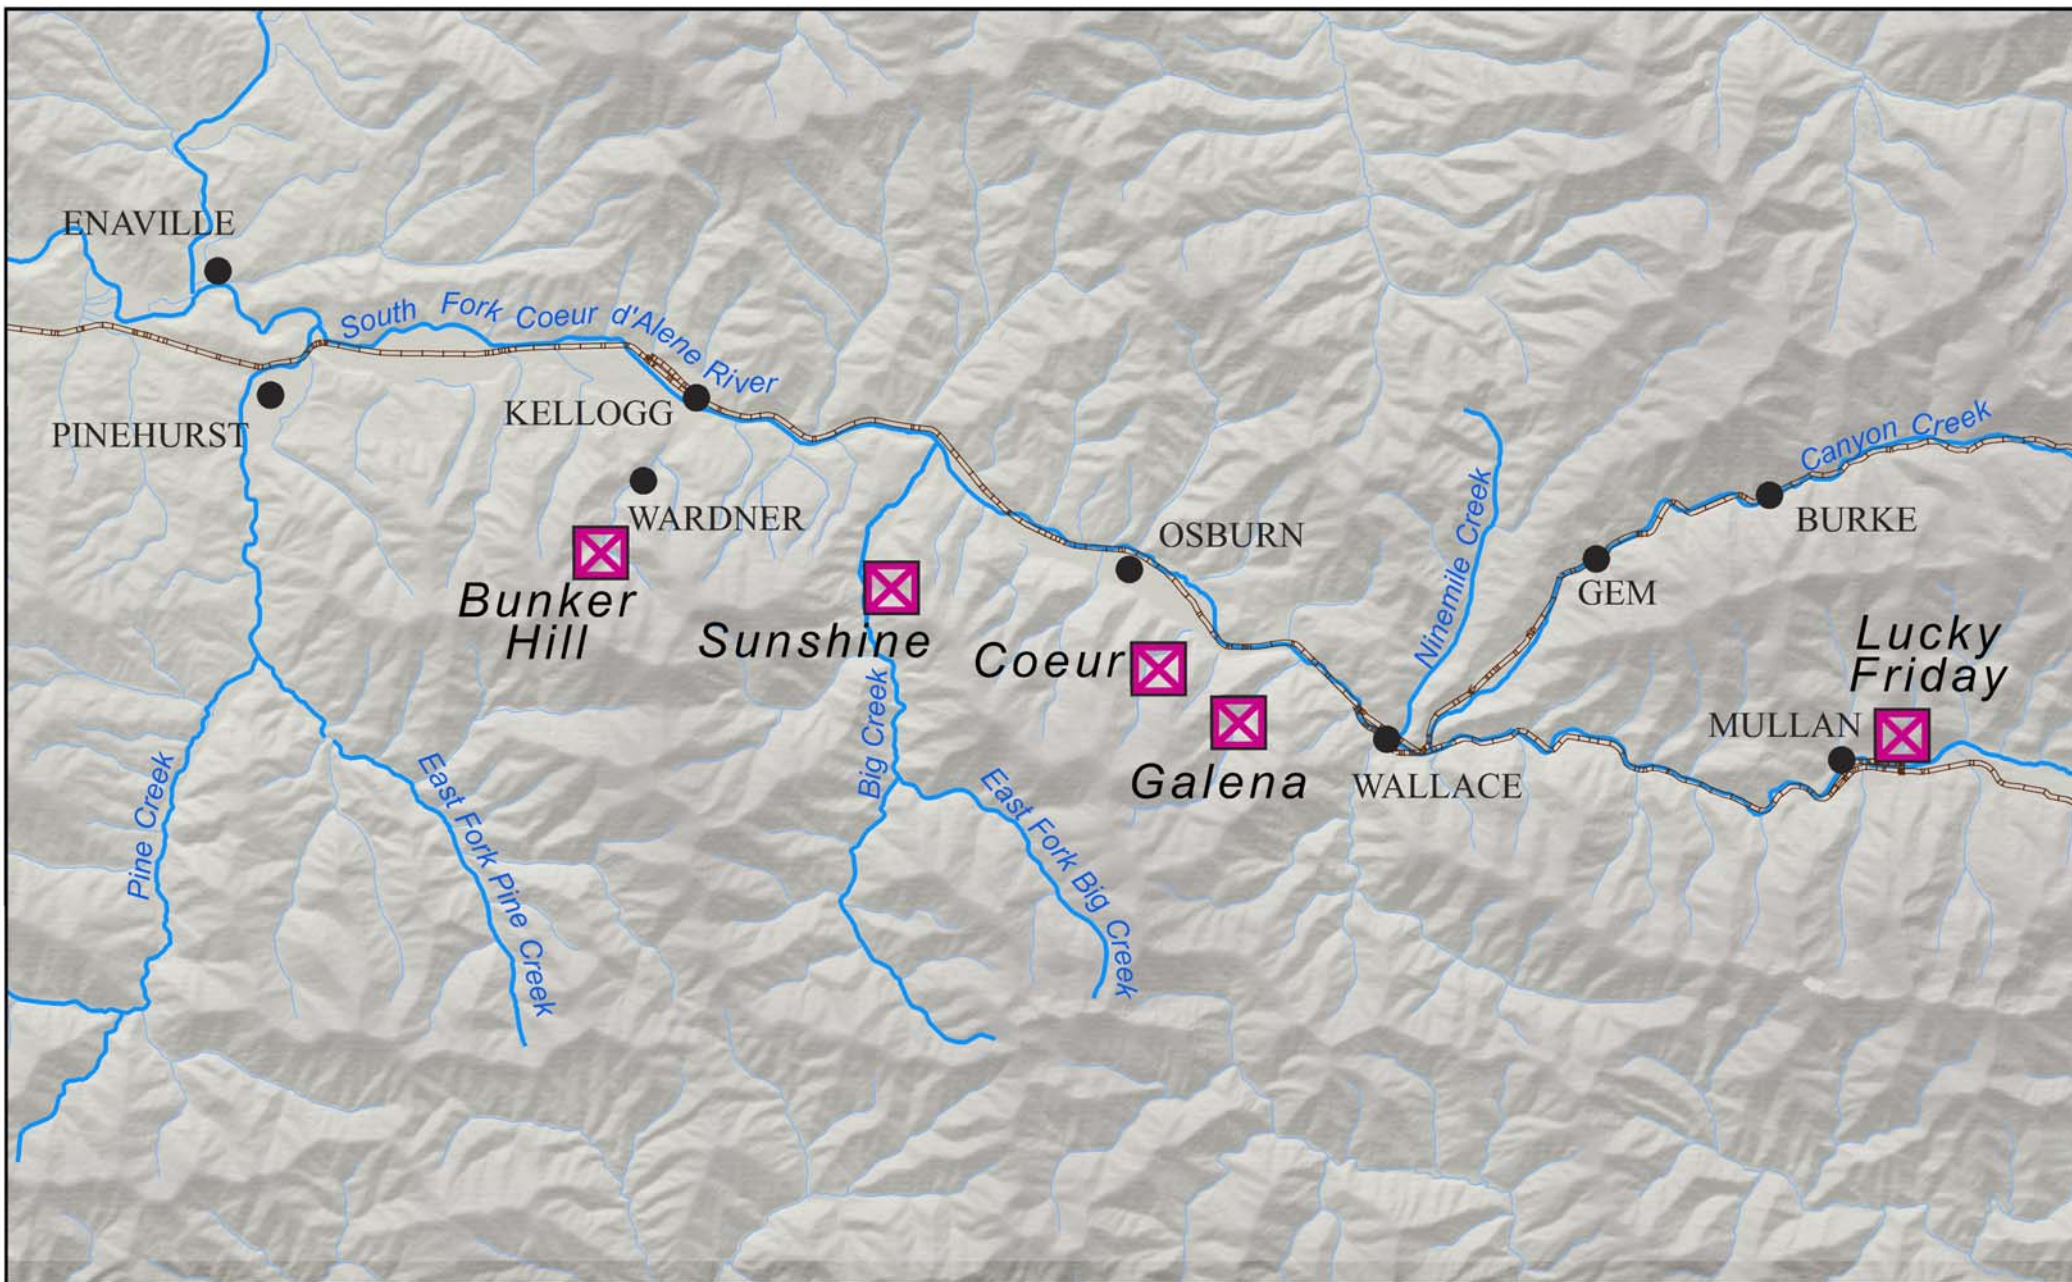 ENAVILLE
South Fork Coeur d'Alene River
PINEHURST
KELLOGG
Canyon Creek
WARDNER
BURKE
OSBURN
Ninemile Creek
GEM
Bunker
Hill
Sunshine
Coeur
Lucky
Friday
MULLAN
Galena
WALLACE
Big Creek
Pine Creek
East Fork Pine Creek
East Fork Big Creek